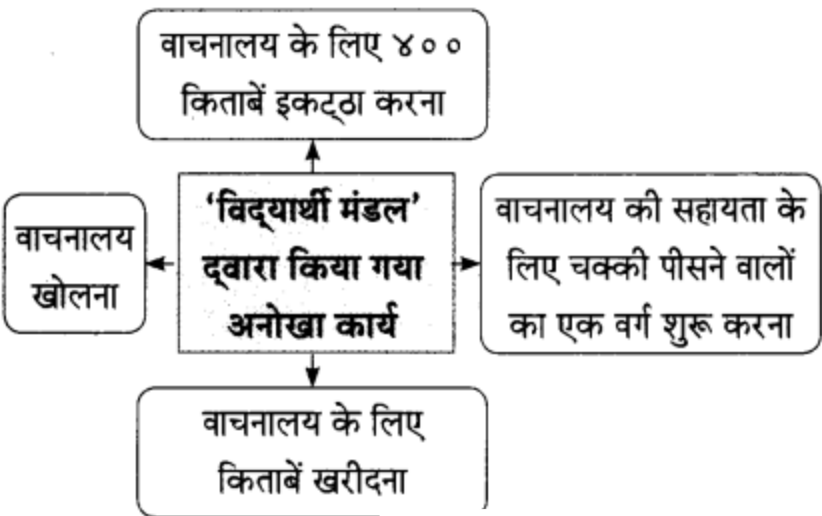 वाचनालय के लिए ४००
किताबें इकट्ठा करना
'विद्यार्थी मंडल'
द्वारा किया गया
अनोखा कार्य
वाचनालय
खोलना
वाचनालय की सहायता के
लिए चक्की पीसने वालों
का एक वर्ग शुरू करना
वाचनालय के लिए
किताबें खरीदना